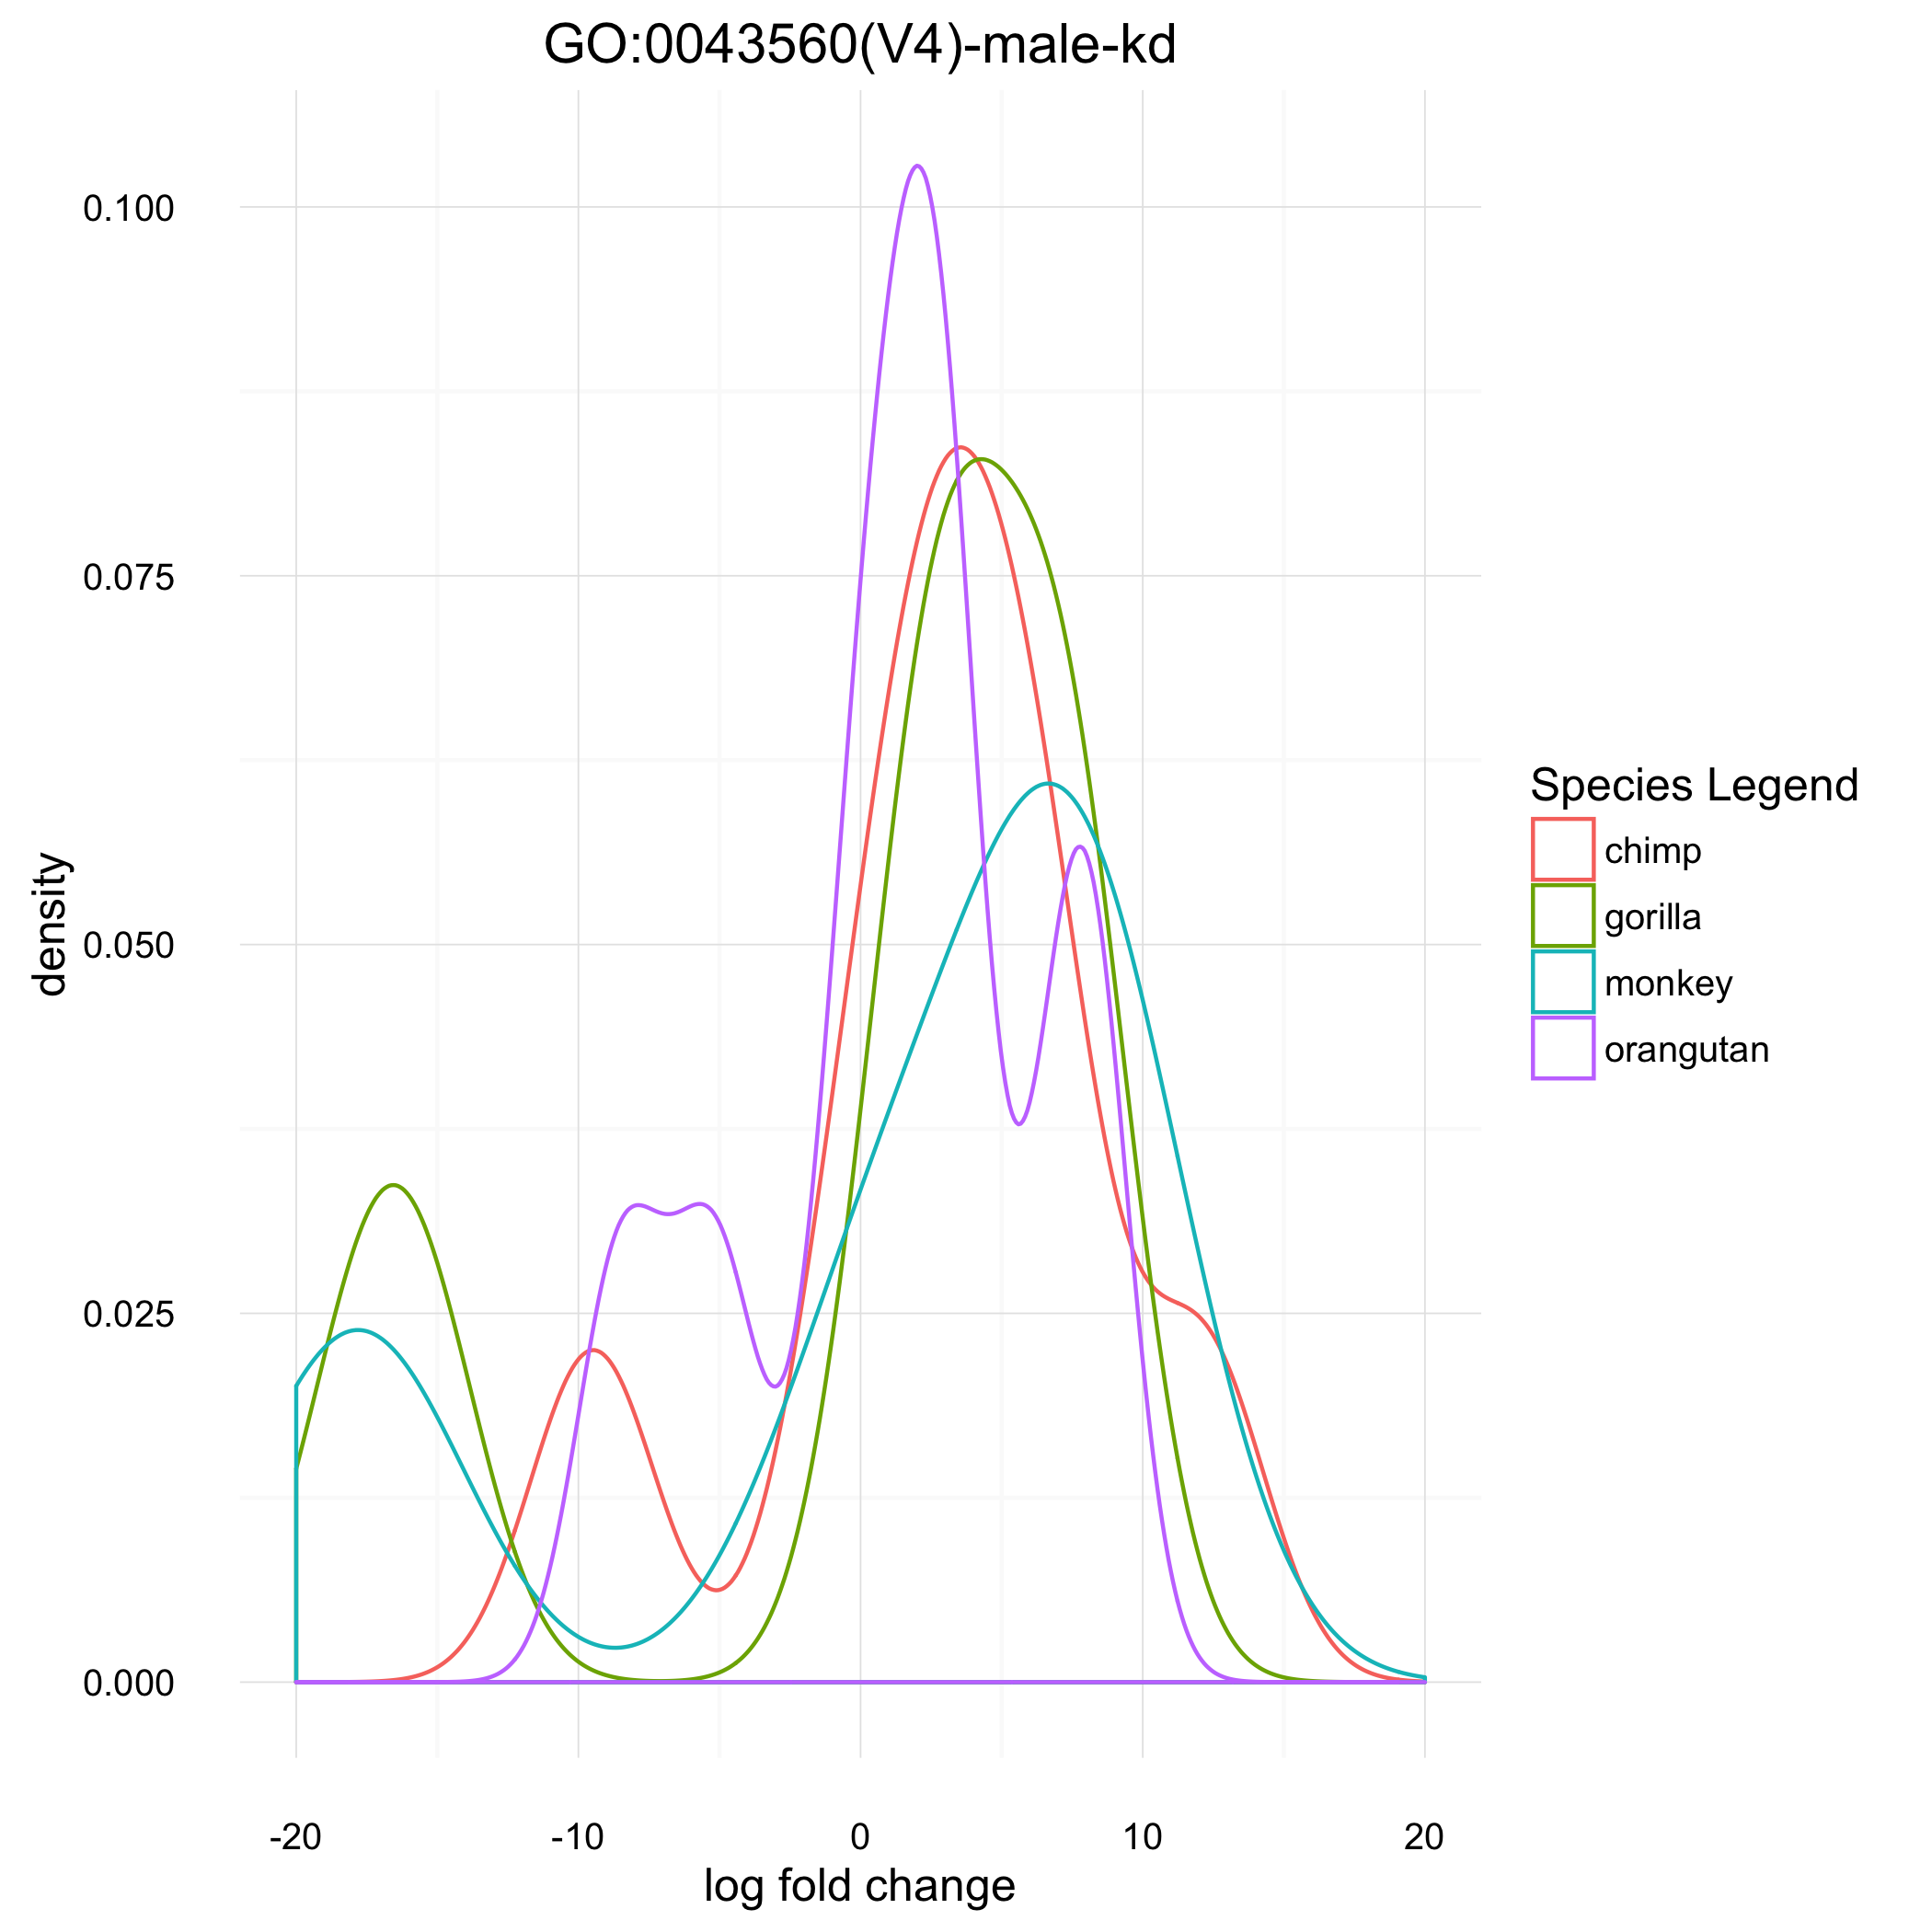 GO:0043560(V4)-male-kd
0.100
0.075
0.050
0.025
0.000
density
-20 -10 0 10 20
log fold change
Species Legend
chimp
gorilla
monkey
orangutan